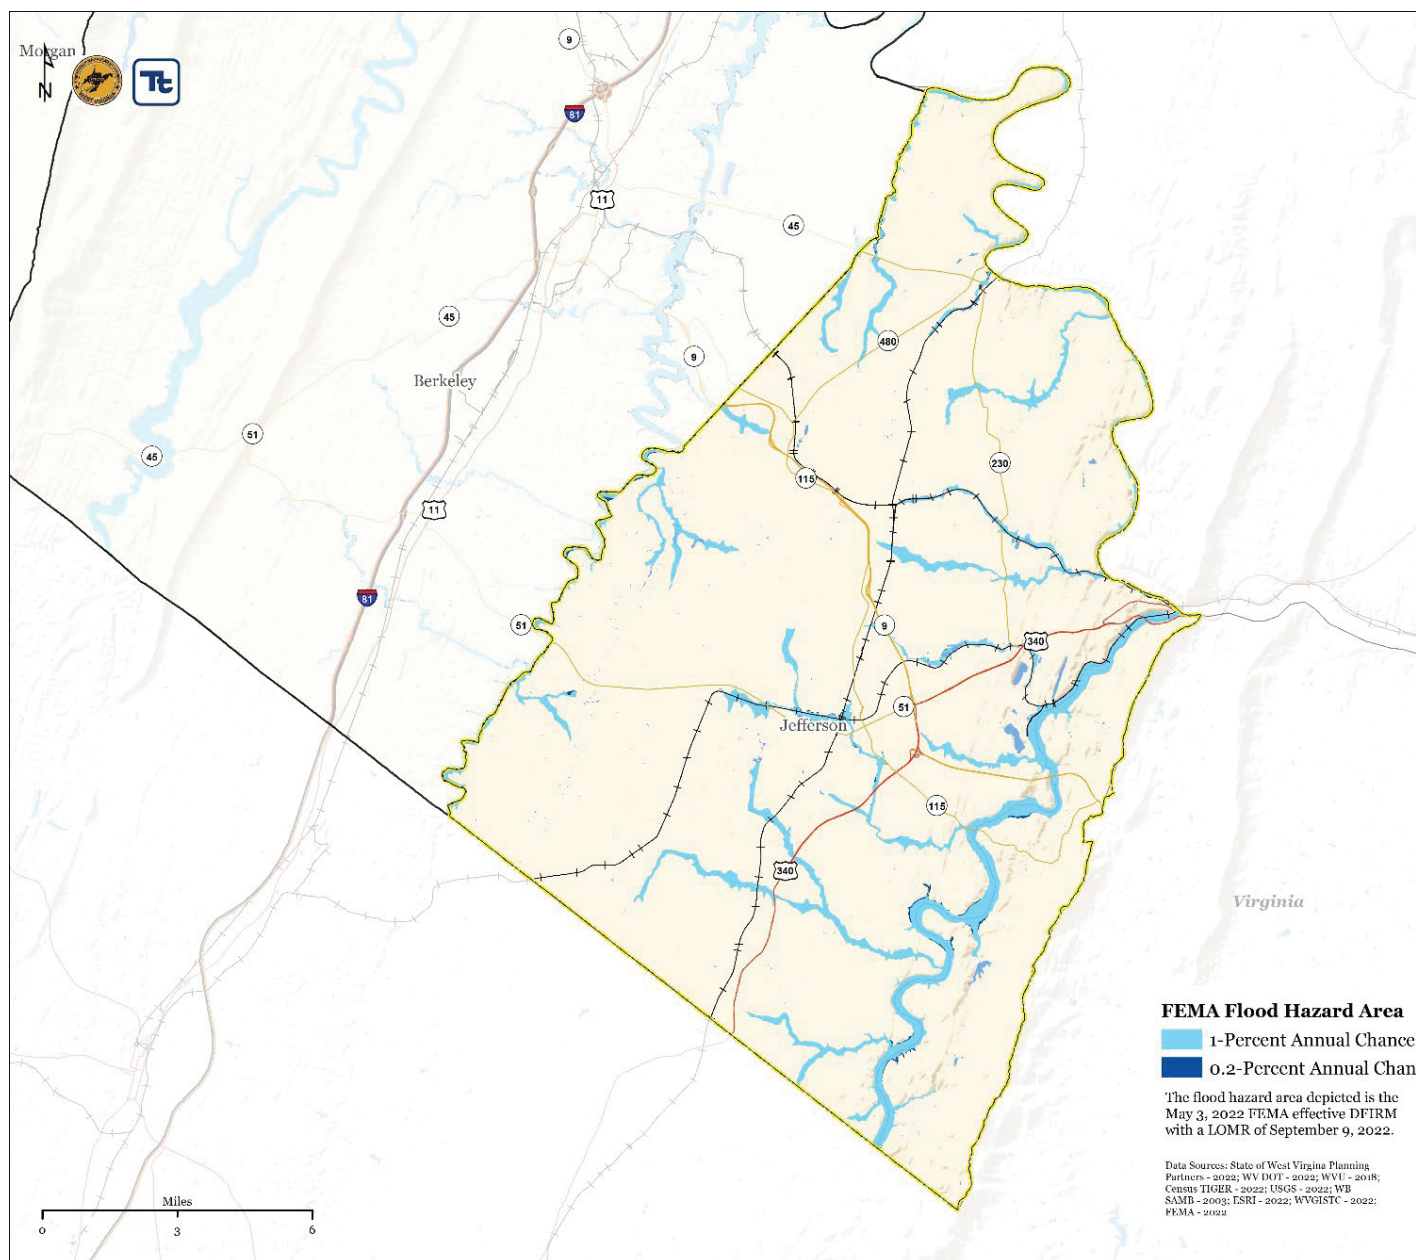 Morgan
N
WEST VIRGINIA
Tt
9
81
11
45
45
9
480
Berkeley
51
45
230
115
11
81
51
9
340
51
Jefferson
115
340
Virginia
FEMA Flood Hazard Area
1-Percent Annual Chance
0.2-Percent Annual Chan
The flood hazard area depicted is the
May 3, 2022 FEMA effective DFIRM
with a LOMR of September 9, 2022.
Data Sources: State of West Virgina Planning
Partners - 2022; WV DOT - 2022; WVU - 2018;
Census TIGER - 2022; USGS - 2022; WB
SAMB - 2003; ESRI - 2022; WVGISTC - 2022;
FEMA - 2022
Miles
0 3 6